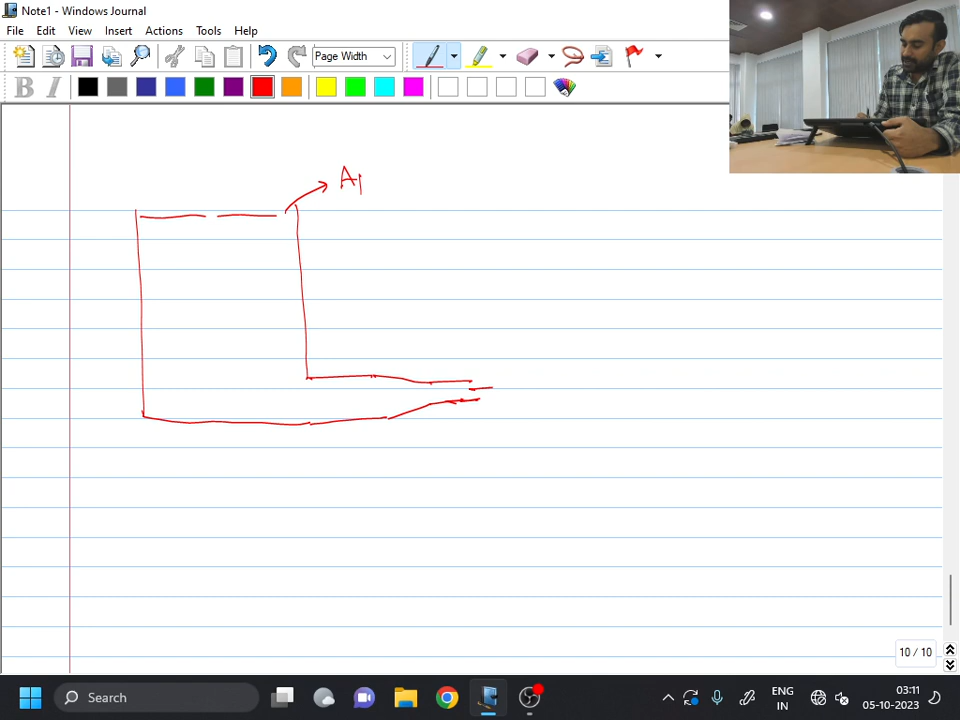 Note1 - Windows Journal
File Edit View Insert Actions Tools Help
Page Width
B I
A1
10 / 10
Search
ENG
IN
03:11
05-10-2023